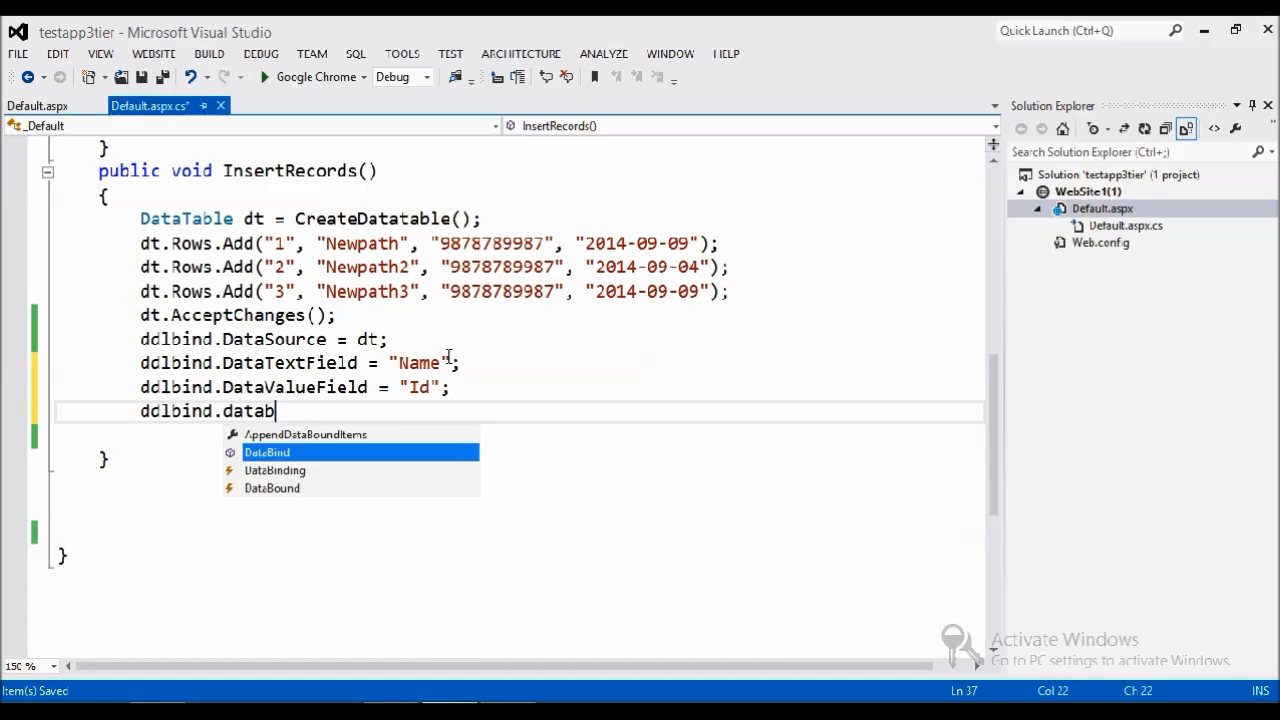 testapp3tier - Microsoft Visual Studio
Quick Launch (Ctrl+Q)
FILE EDIT VIEW WEBSITE BUILD DEBUG TEAM SQL TOOLS TEST ARCHITECTURE ANALYZE WINDOW HELP
Google Chrome Debug
Default.aspx Default.aspx.cs*
_Default InsertRecords()
}
public void InsertRecords()
{
DataTable dt = CreateDatatable();
dt.Rows.Add("1", "Newpath", "9878789987", "2014-09-09");
dt.Rows.Add("2", "Newpath2", "9878789987", "2014-09-04");
dt.Rows.Add("3", "Newpath3", "9878789987", "2014-09-09");
dt.AcceptChanges();
ddlbind.DataSource = dt;
ddlbind.DataTextField = "Name";
ddlbind.DataValueField = "Id";
ddlbind.datab
AppendDataBoundItems
DataBind
DataBinding
DataBound
}
}
Solution Explorer
Search Solution Explorer (Ctrl+;)
Solution 'testapp3tier' (1 project)
WebSite1(1)
Default.aspx
Default.aspx.cs
Web.config
Activate Windows
Go to PC settings to activate Windows.
150 %
Item(s) Saved Ln 37 Col 22 Ch 22 INS